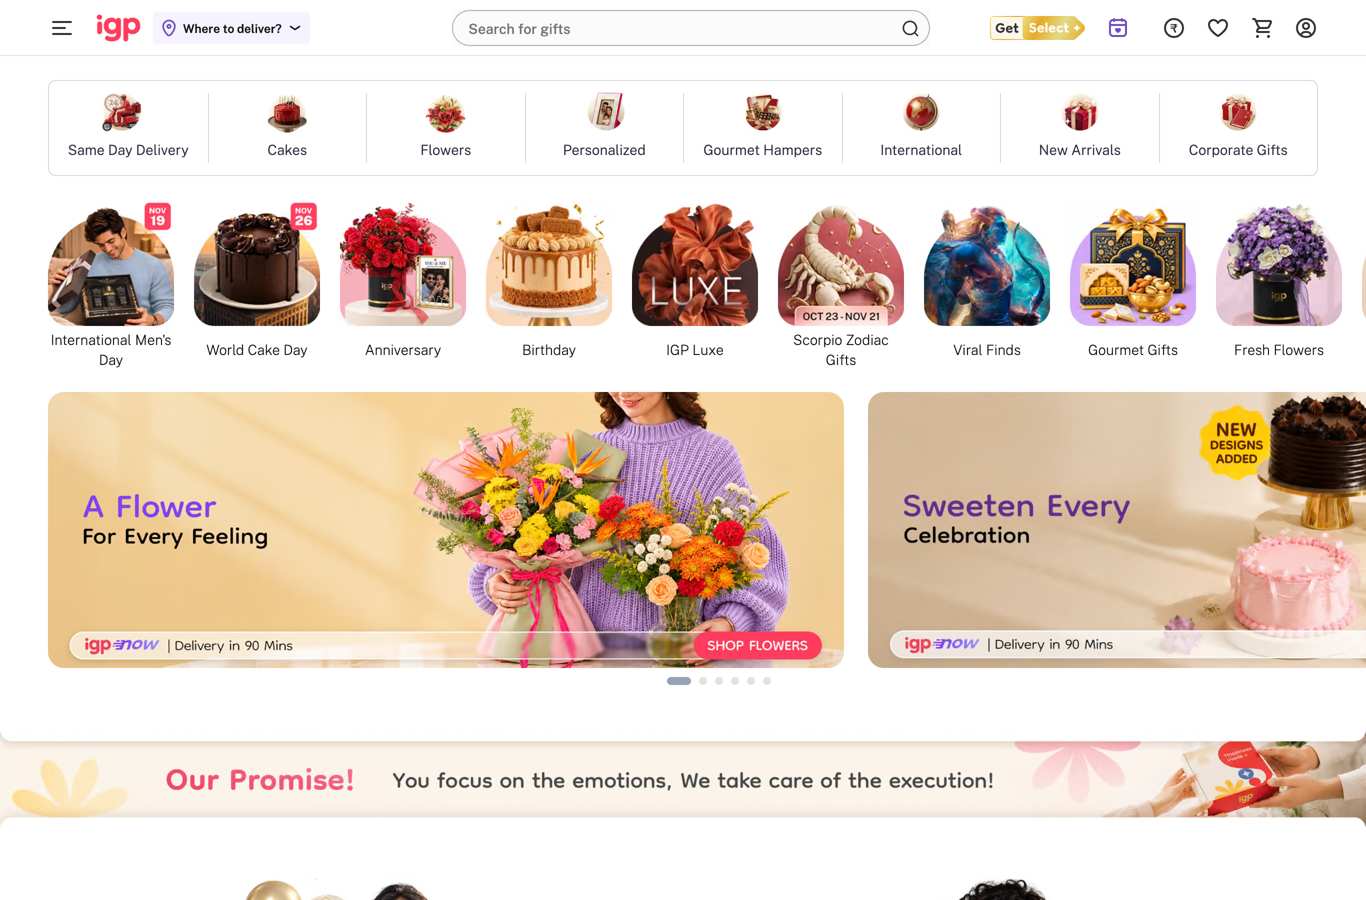 igp
Where to deliver?
Search for gifts
Get Select +
Same Day Delivery
Cakes
Flowers
Personalized
Gourmet Hampers
International
New Arrivals
Corporate Gifts
NOV
19
International Men's
Day
NOV
26
World Cake Day
Anniversary
Birthday
LUXE
IGP Luxe
OCT 23 - NOV 21
Scorpio Zodiac
Gifts
Viral Finds
Gourmet Gifts
igp
Fresh Flowers
A Flower
For Every Feeling
igp now | Delivery in 90 Mins
SHOP FLOWERS
NEW
DESIGNS
ADDED
Sweeten Every
Celebration
igp now | Delivery in 90 Mins
Our Promise!
You focus on the emotions, We take care of the execution!
igp